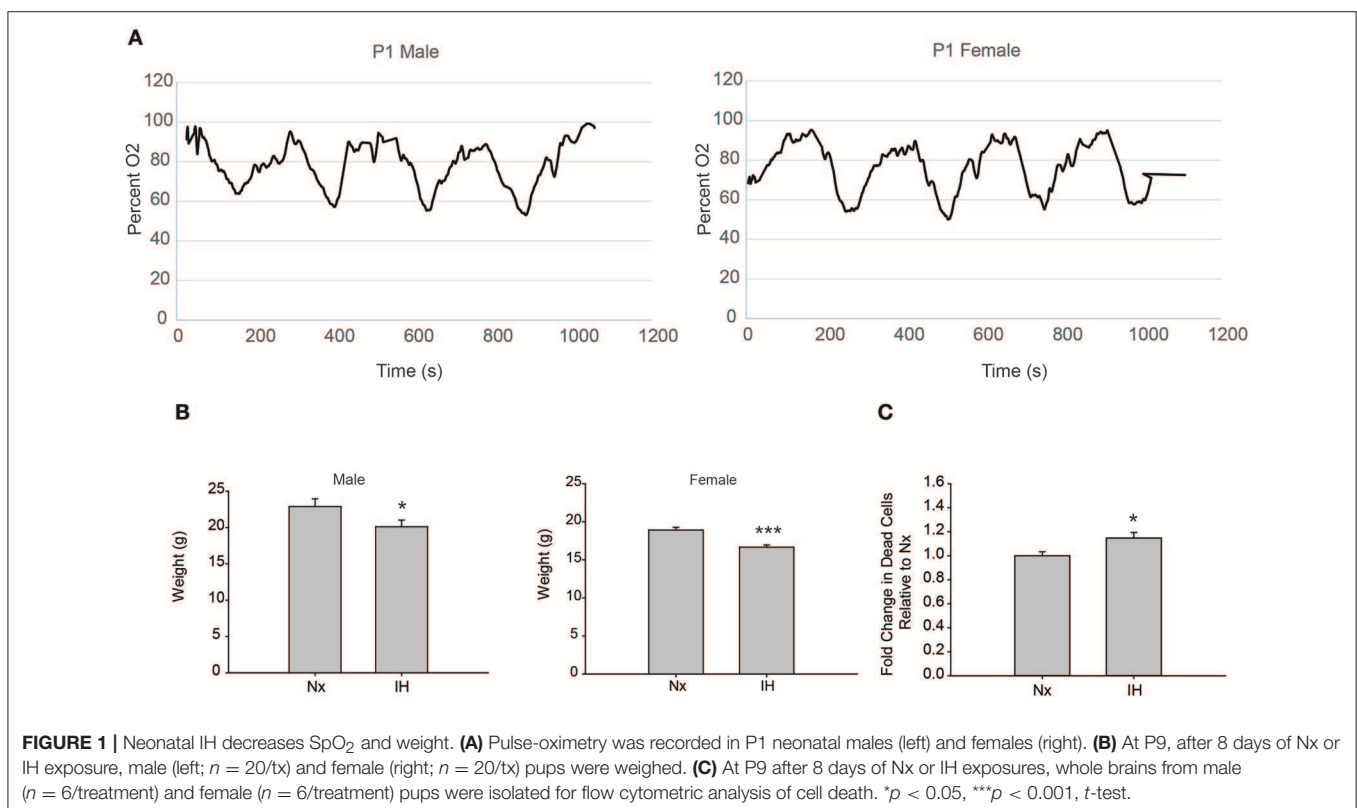 A
P1 Male
P1 Female
Percent O2
120
100
80
60
40
20
0
0 200 400 600 800 1000 1200
Time (s)
Percent O2
120
100
80
60
40
20
0
0 200 400 600 800 1000 1200
Time (s)
B
Male
Weight (g)
25
20
15
10
5
0
Nx IH
*
Female
Weight (g)
25
20
15
10
5
0
Nx IH
***
C
Fold Change in Dead Cells
Relative to Nx
1.6
1.4
1.2
1.0
0.8
0.6
0.4
0.2
0.0
Nx IH
*
FIGURE 1 | Neonatal IH decreases SpO₂ and weight. (A) Pulse-oximetry was recorded in P1 neonatal males (left) and females (right). (B) At P9, after 8 days of Nx or
IH exposure, male (left; n = 20/tx) and female (right; n = 20/tx) pups were weighed. (C) At P9 after 8 days of Nx or IH exposures, whole brains from male
(n = 6/treatment) and female (n = 6/treatment) pups were isolated for flow cytometric analysis of cell death. *p < 0.05, ***p < 0.001, t-test.